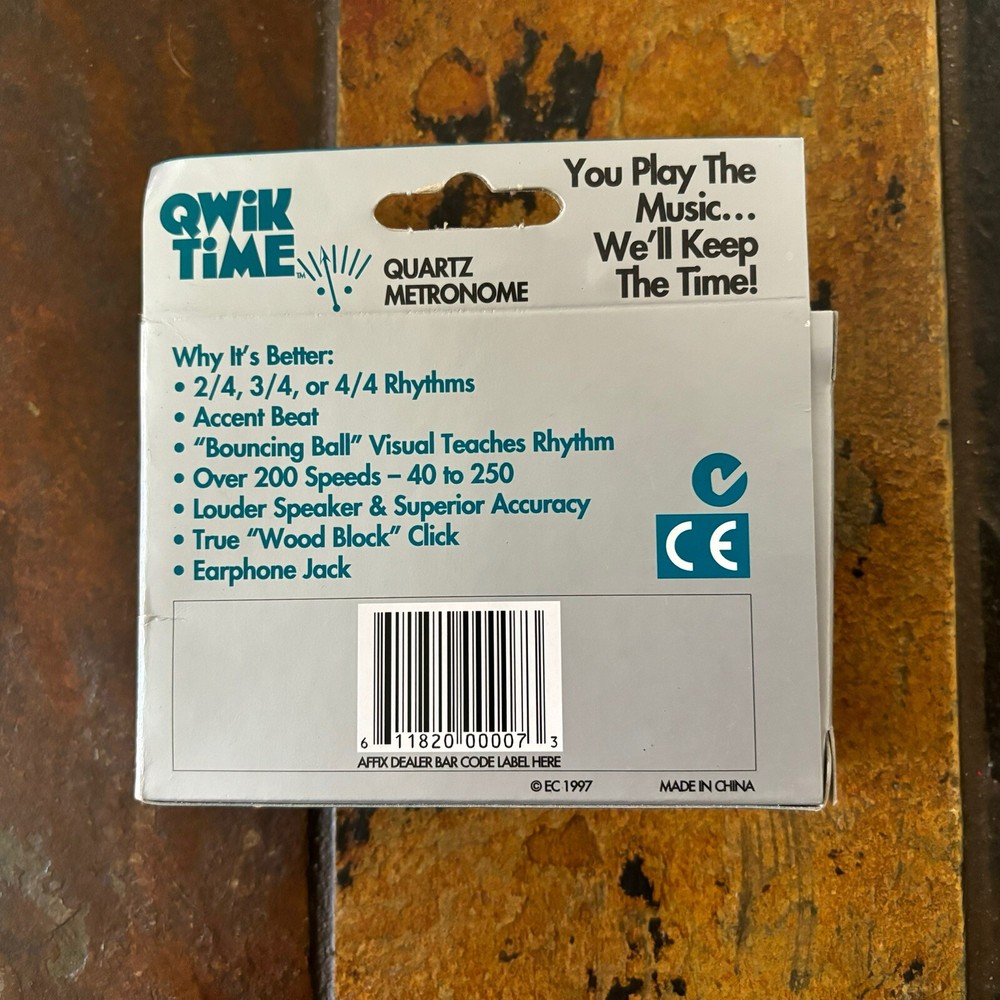 QWiK
TiME™
QUARTZ
METRONOME
You Play The
Music...
We'll Keep
The Time!
Why It's Better:
• 2/4, 3/4, or 4/4 Rhythms
• Accent Beat
• “Bouncing Ball” Visual Teaches Rhythm
• Over 200 Speeds – 40 to 250
• Louder Speaker & Superior Accuracy
• True “Wood Block” Click
• Earphone Jack
CE
6 11820 00007 3
AFFIX DEALER BAR CODE LABEL HERE
© EC 1997
MADE IN CHINA